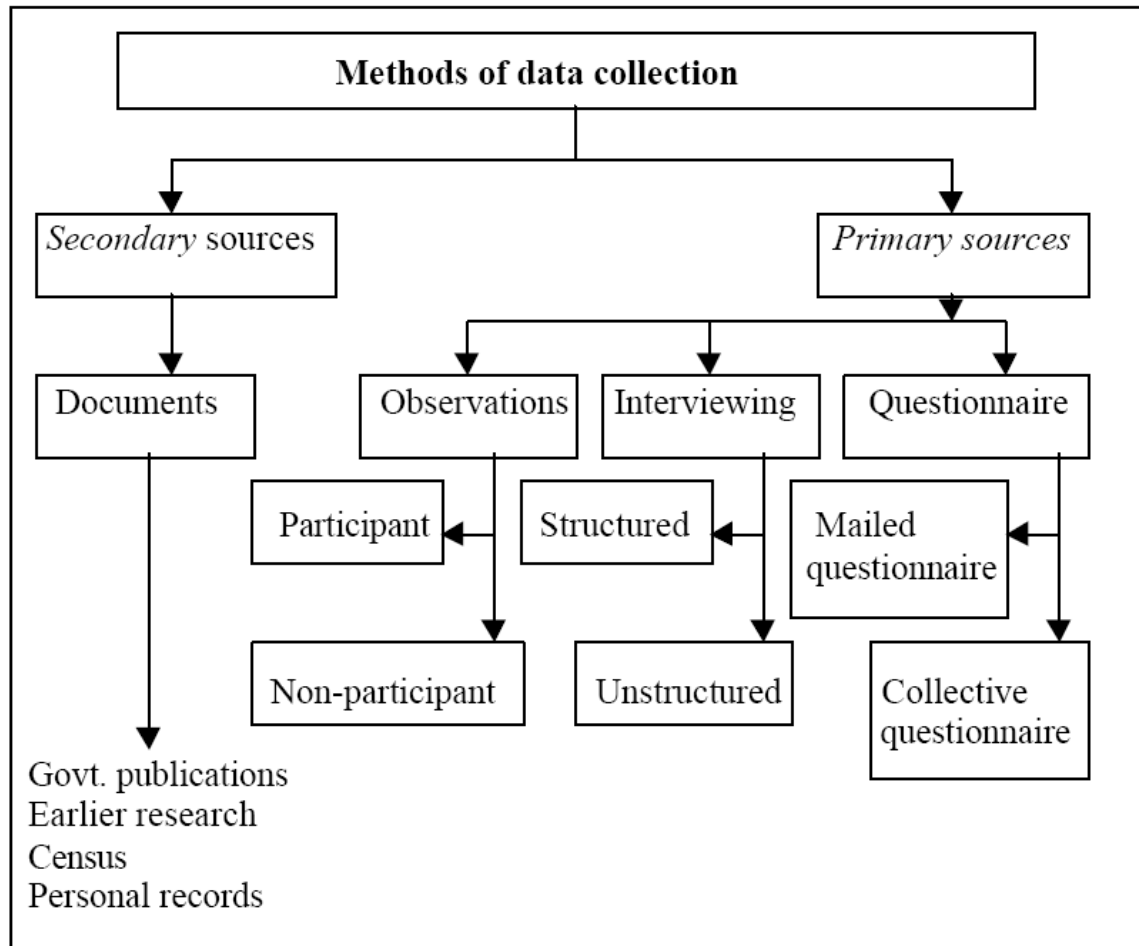 Methods of data collection
Secondary sources
Primary sources
Documents
Observations
Interviewing
Questionnaire
Participant
Structured
Mailed
questionnaire
Non-participant
Unstructured
Collective
questionnaire
Govt. publications
Earlier research
Census
Personal records